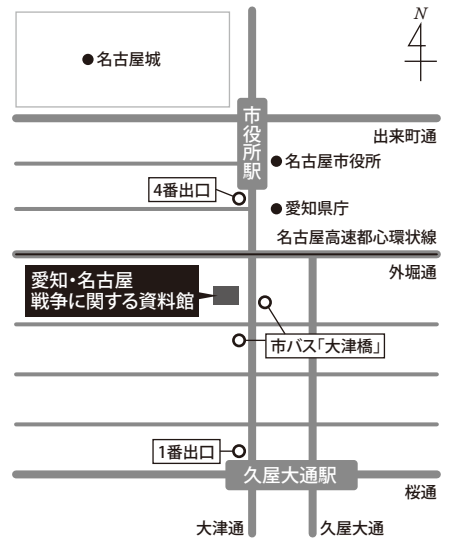 N
名古屋城
市役所駅
出来町通
名古屋市役所
4番出口
愛知県庁
名古屋高速都心環状線
外堀通
愛知・名古屋
戦争に関する資料館
市バス「大津橋」
1番出口
久屋大通駅
桜通
大津通
久屋大通